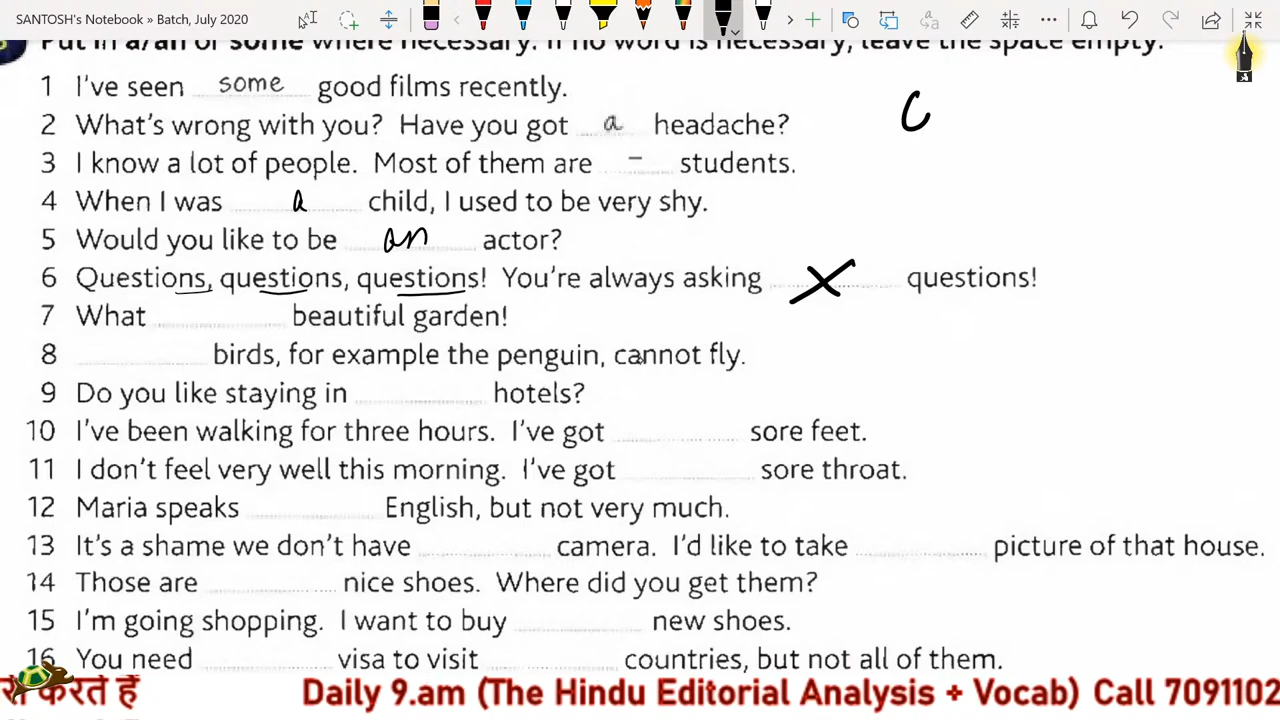 SANTOSH's Notebook » Batch, July 2020
Put in a/an or some where necessary. If no word is necessary, leave the space empty.
1 I've seen some good films recently.
2 What's wrong with you? Have you got a headache?
3 I know a lot of people. Most of them are – students.
4 When I was a child, I used to be very shy.
5 Would you like to be an actor?
6 Questions, questions, questions! You're always asking X questions!
7 What beautiful garden!
8 birds, for example the penguin, cannot fly.
9 Do you like staying in hotels?
10 I've been walking for three hours. I've got sore feet.
11 I don't feel very well this morning. I've got sore throat.
12 Maria speaks English, but not very much.
13 It's a shame we don't have camera. I'd like to take picture of that house.
14 Those are nice shoes. Where did you get them?
15 I'm going shopping. I want to buy new shoes.
16 You need visa to visit countries, but not all of them.
करते हैं Daily 9.am (The Hindu Editorial Analysis + Vocab) Call 7091102